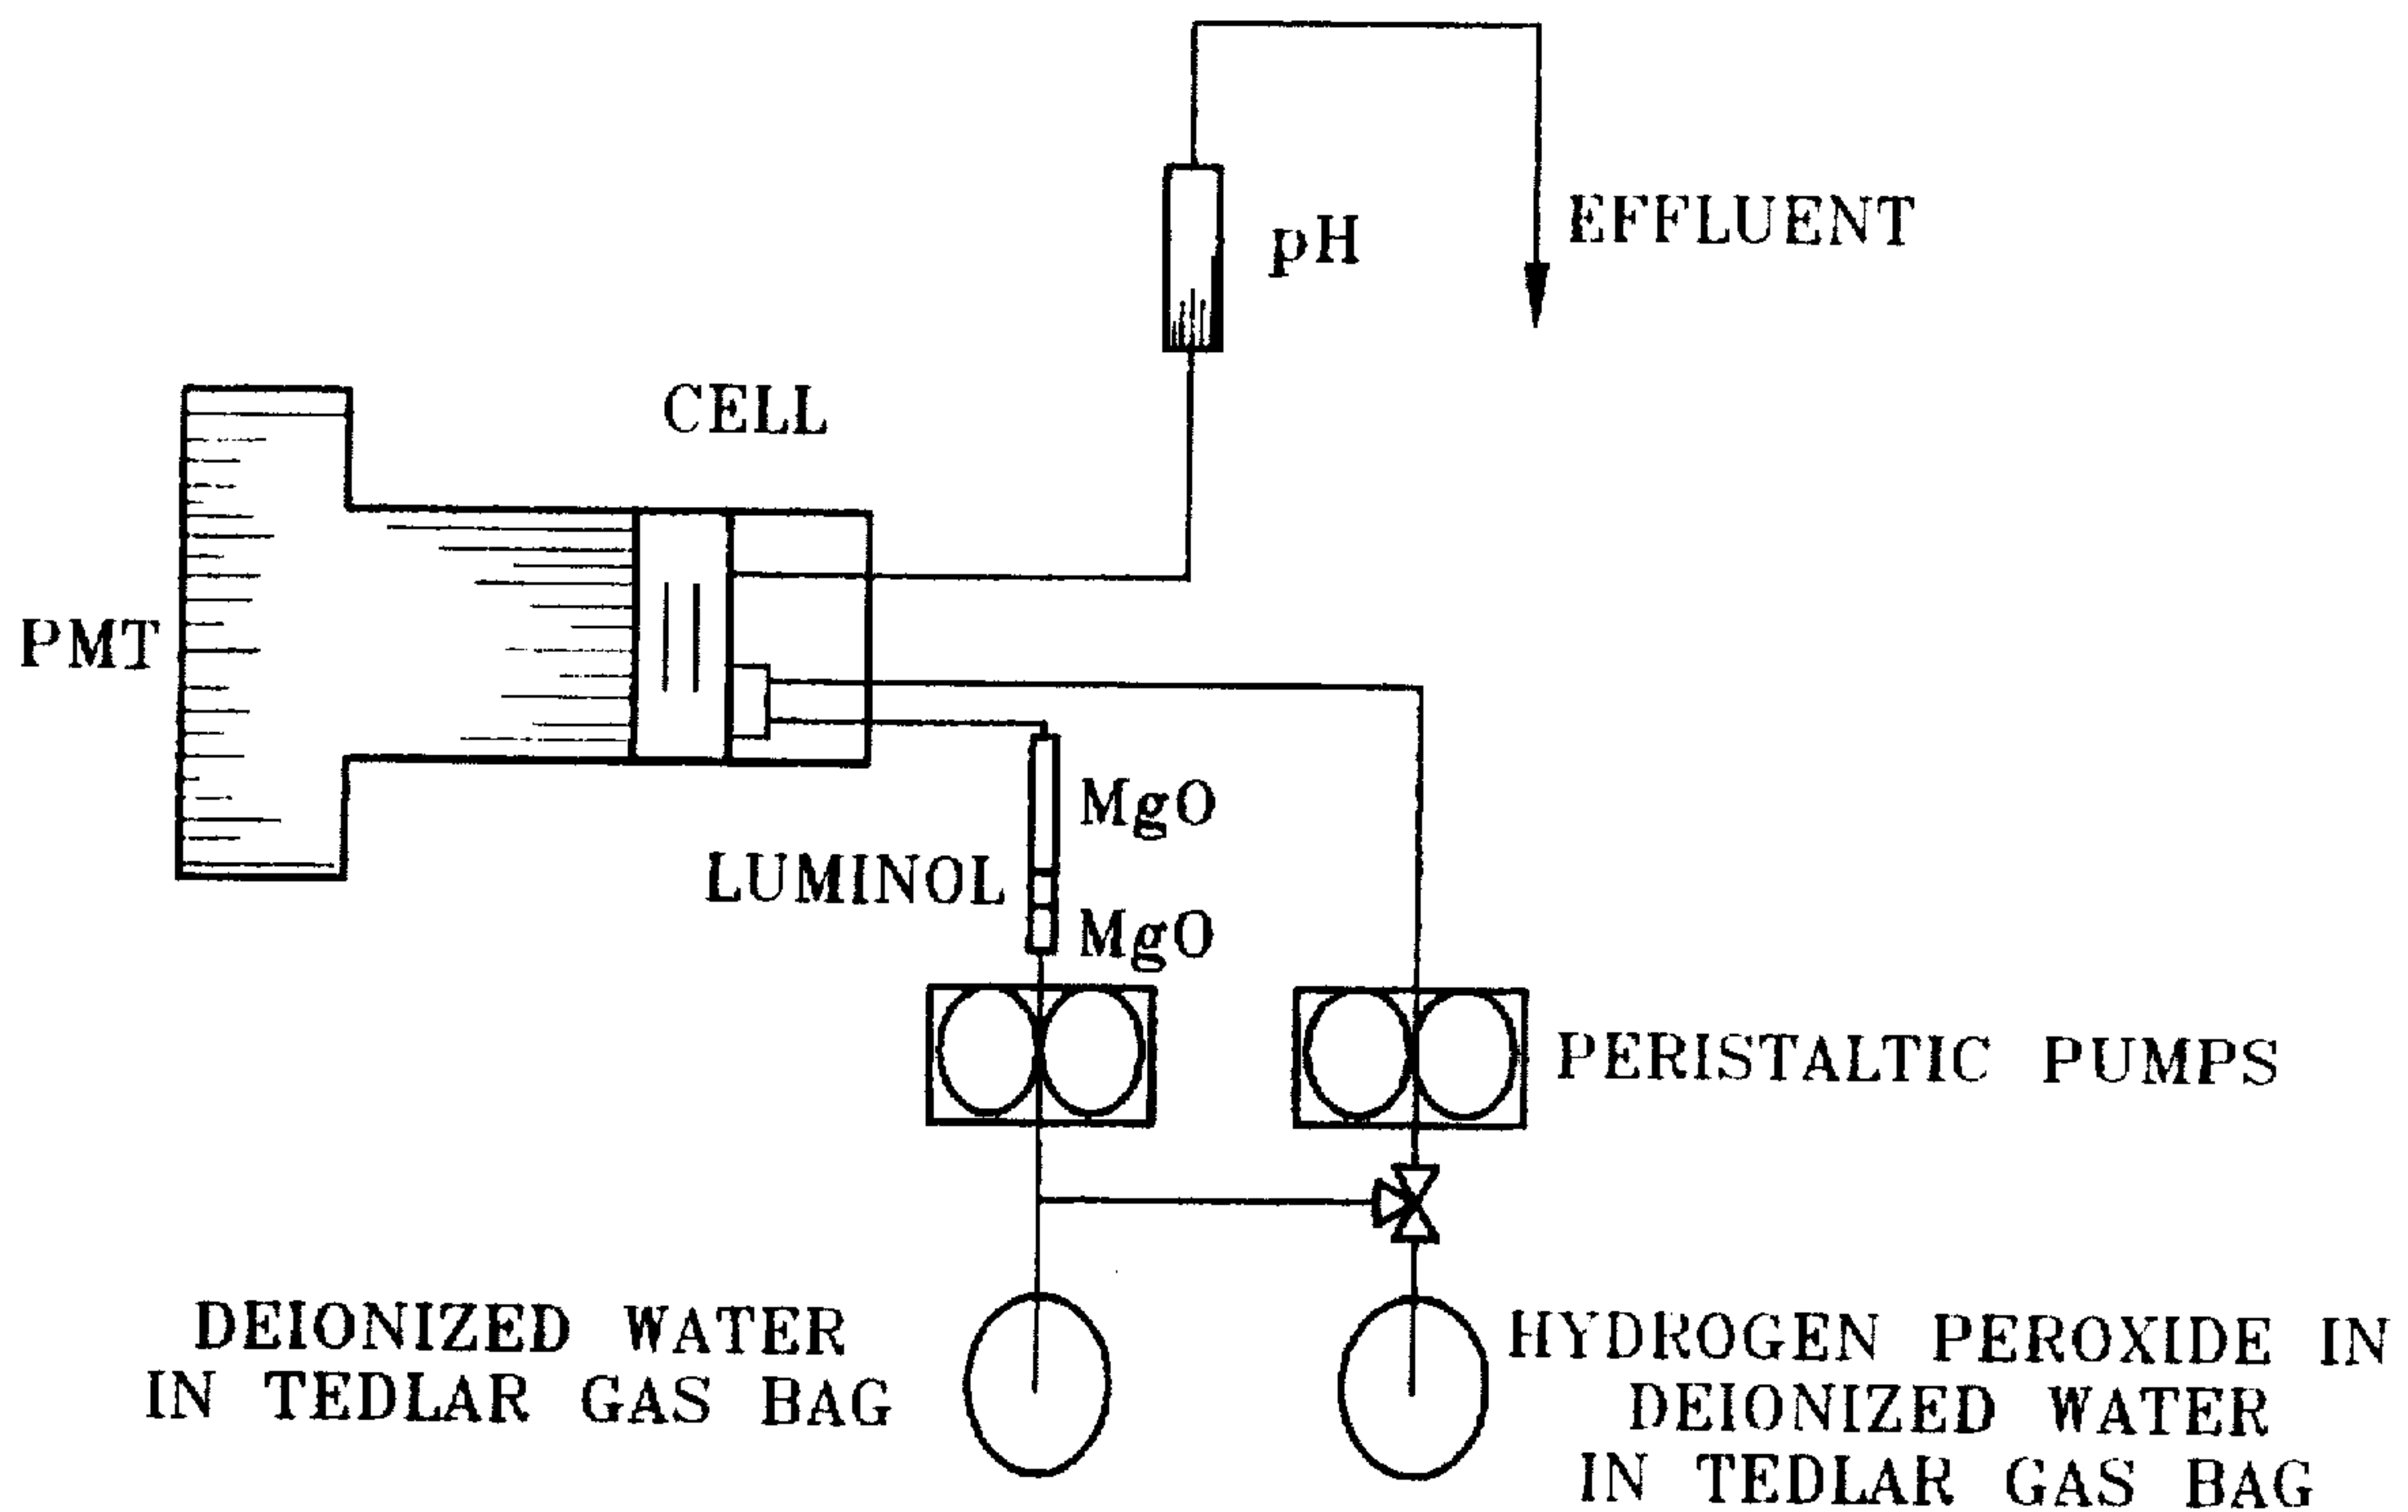 pH
EFFLUENT
CELL
PMT
MgO
LUMINOL
MgO
PERISTALTIC PUMPS
DEIONIZED WATER
IN TEDLAR GAS BAG
HYDROGEN PEROXIDE IN
DEIONIZED WATER
IN TEDLAR GAS BAG